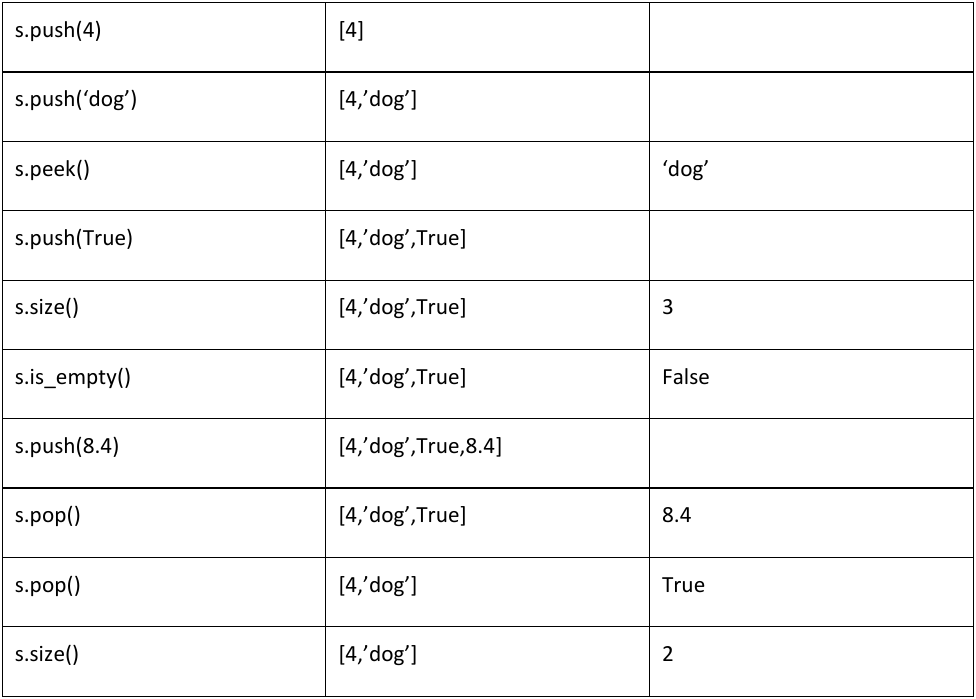 s.push(4) [4]
s.push(‘dog’) [4,’dog’]
s.peek() [4,’dog’] ‘dog’
s.push(True) [4,’dog’,True]
s.size() [4,’dog’,True] 3
s.is_empty() [4,’dog’,True] False
s.push(8.4) [4,’dog’,True,8.4]
s.pop() [4,’dog’,True] 8.4
s.pop() [4,’dog’] True
s.size() [4,’dog’] 2